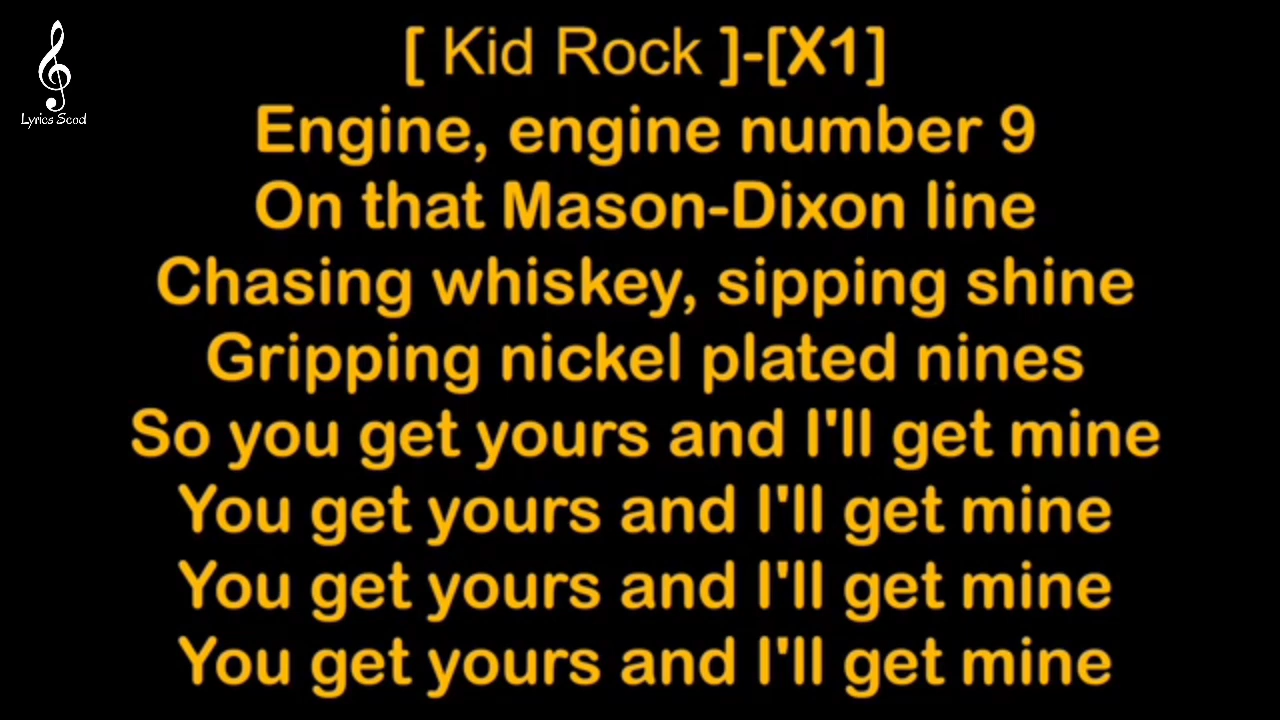 [ Kid Rock ]-[X1]
Lyrics Scad
Engine, engine number 9
On that Mason-Dixon line
Chasing whiskey, sipping shine
Gripping nickel plated nines
So you get yours and I'll get mine
You get yours and I'll get mine
You get yours and I'll get mine
You get yours and I'll get mine